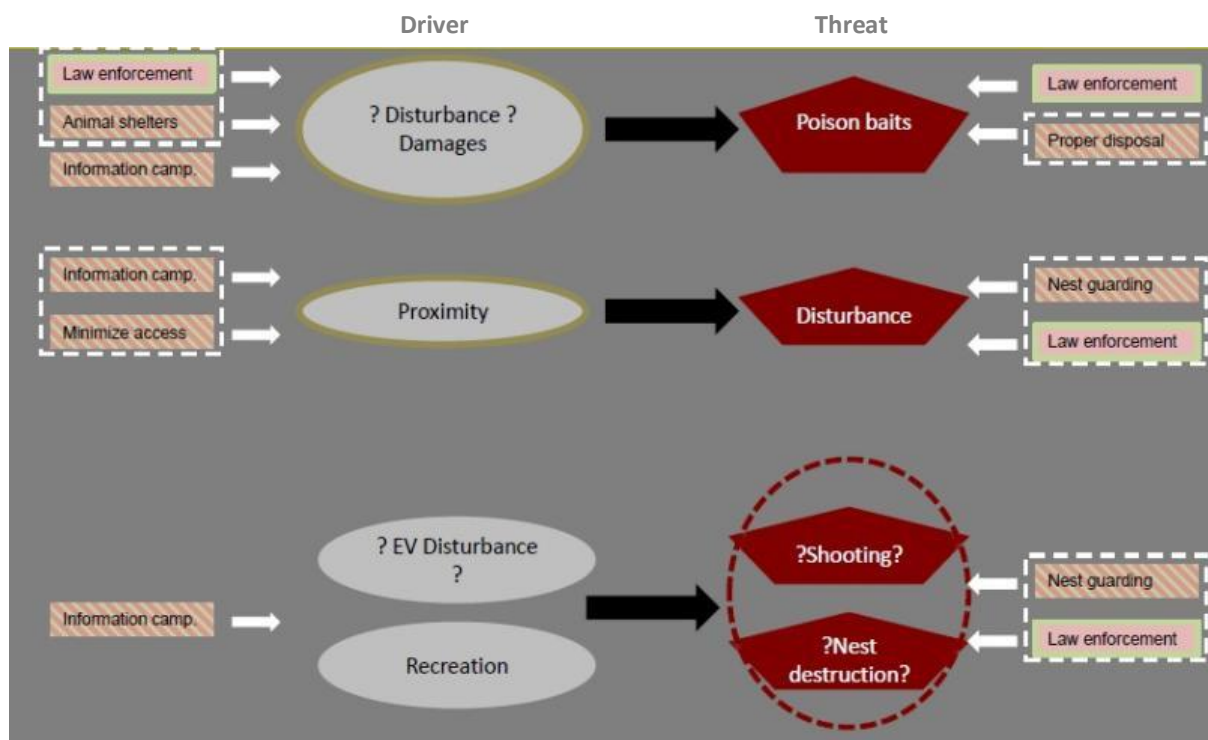 Driver
Threat
Law enforcement
Animal shelters
Information camp.
? Disturbance ?
Damages
Poison baits
Law enforcement
Proper disposal
Information camp.
Minimize access
Proximity
Disturbance
Nest guarding
Law enforcement
Information camp.
? EV Disturbance
?
Recreation
?Shooting?
?Nest
destruction?
Nest guarding
Law enforcement